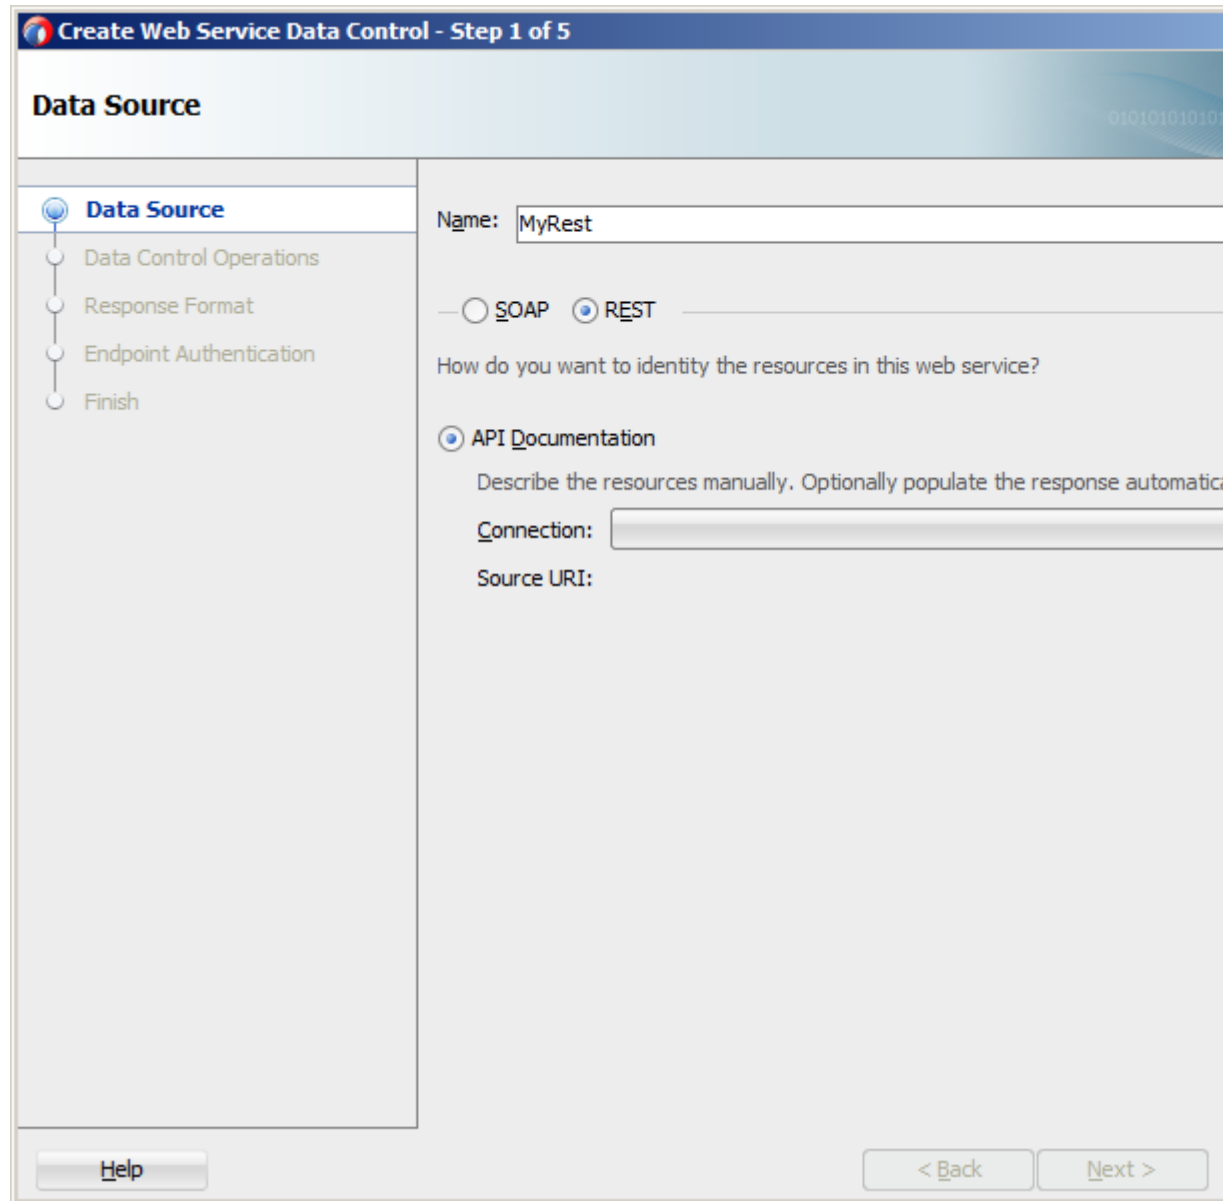 Create Web Service Data Control - Step 1 of 5
Data Source
010101010101
Data Source
Data Control Operations
Response Format
Endpoint Authentication
Finish
Name: MyRest
SOAP REST
How do you want to identity the resources in this web service?
API Documentation
Describe the resources manually. Optionally populate the response automatica
Connection:
Source URI:
Help
< Back Next >